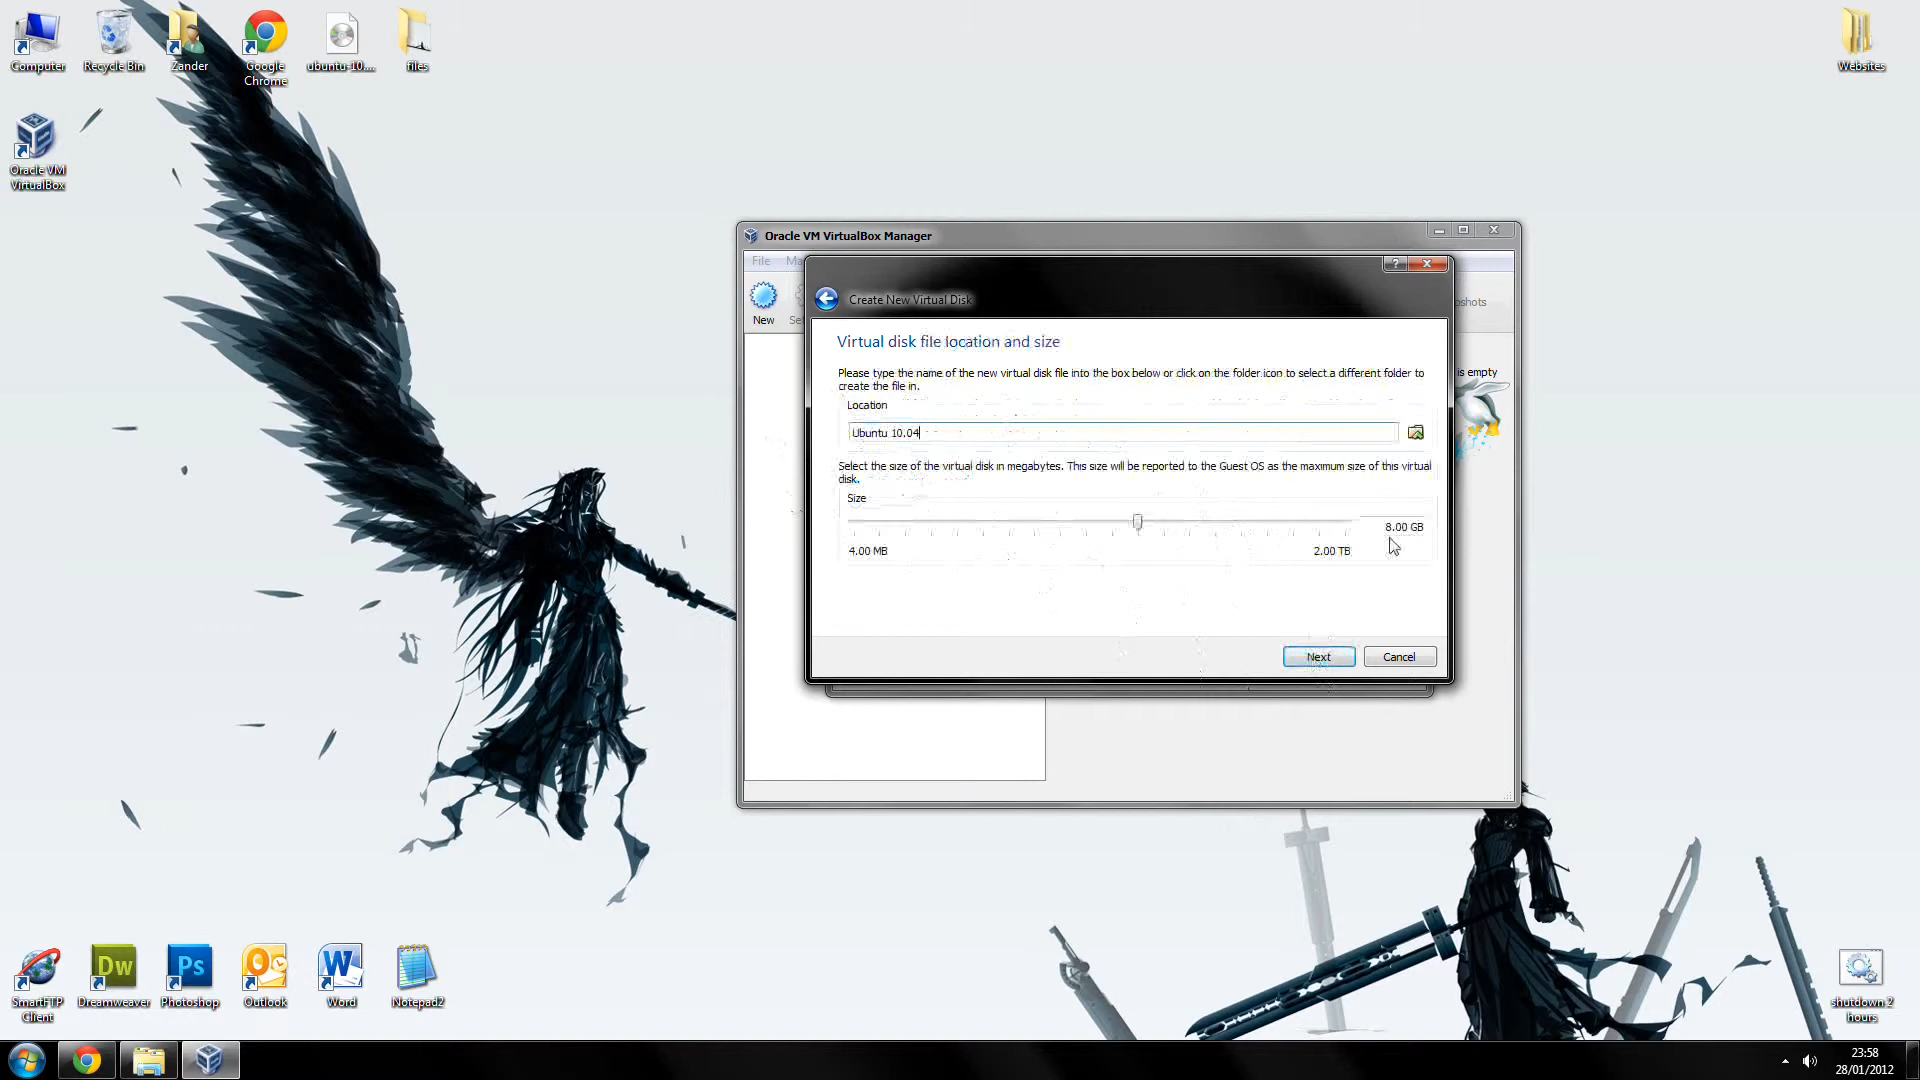 Computer
Recycle Bin
Zander
Google
Chrome
ubuntu-10....
files
Websites
Oracle VM
VirtualBox
Oracle VM VirtualBox Manager
File
Ma
New
Set
pshots
is empty
Create New Virtual Disk
Virtual disk file location and size
Please type the name of the new virtual disk file into the box below or click on the folder icon to select a different folder to
create the file in.
Location
Ubuntu 10.04
Select the size of the virtual disk in megabytes. This size will be reported to the Guest OS as the maximum size of this virtual
disk.
Size
8.00 GB
4.00 MB
2.00 TB
Next
Cancel
SmartFTP
Client
Dw
Dreamweaver
Ps
Photoshop
Outlook
Word
Notepad2
shutdown 2
hours
23:58
28/01/2012